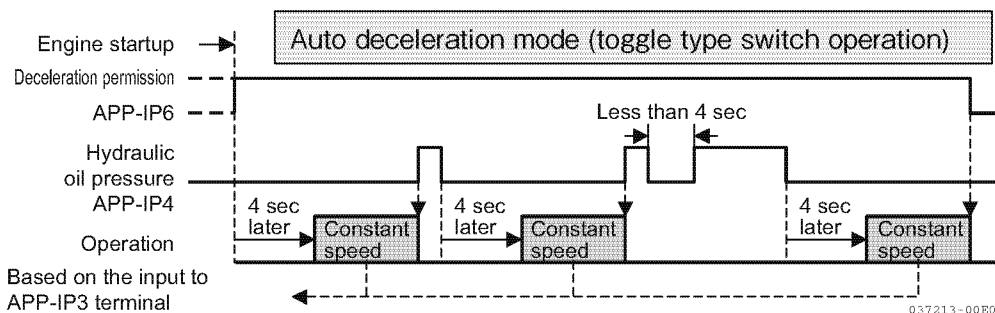 Auto deceleration mode (toggle type switch operation)
Engine startup
Deceleration permission
APP-IP6
Less than 4 sec
Hydraulic
oil pressure
APP-IP4
4 sec
later
Constant
speed
4 sec
later
Constant
speed
4 sec
later
Constant
speed
Operation
Based on the input to
APP-IP3 terminal
037213-00E0